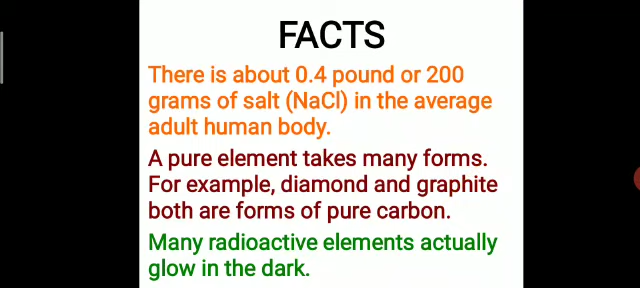 FACTS
There is about 0.4 pound or 200
grams of salt (NaCl) in the average
adult human body.
A pure element takes many forms.
For example, diamond and graphite
both are forms of pure carbon.
Many radioactive elements actually
glow in the dark.